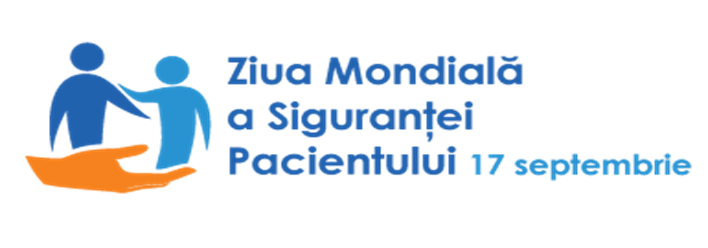 Ziua Mondială
a Siguranței
Pacientului 17 septembrie